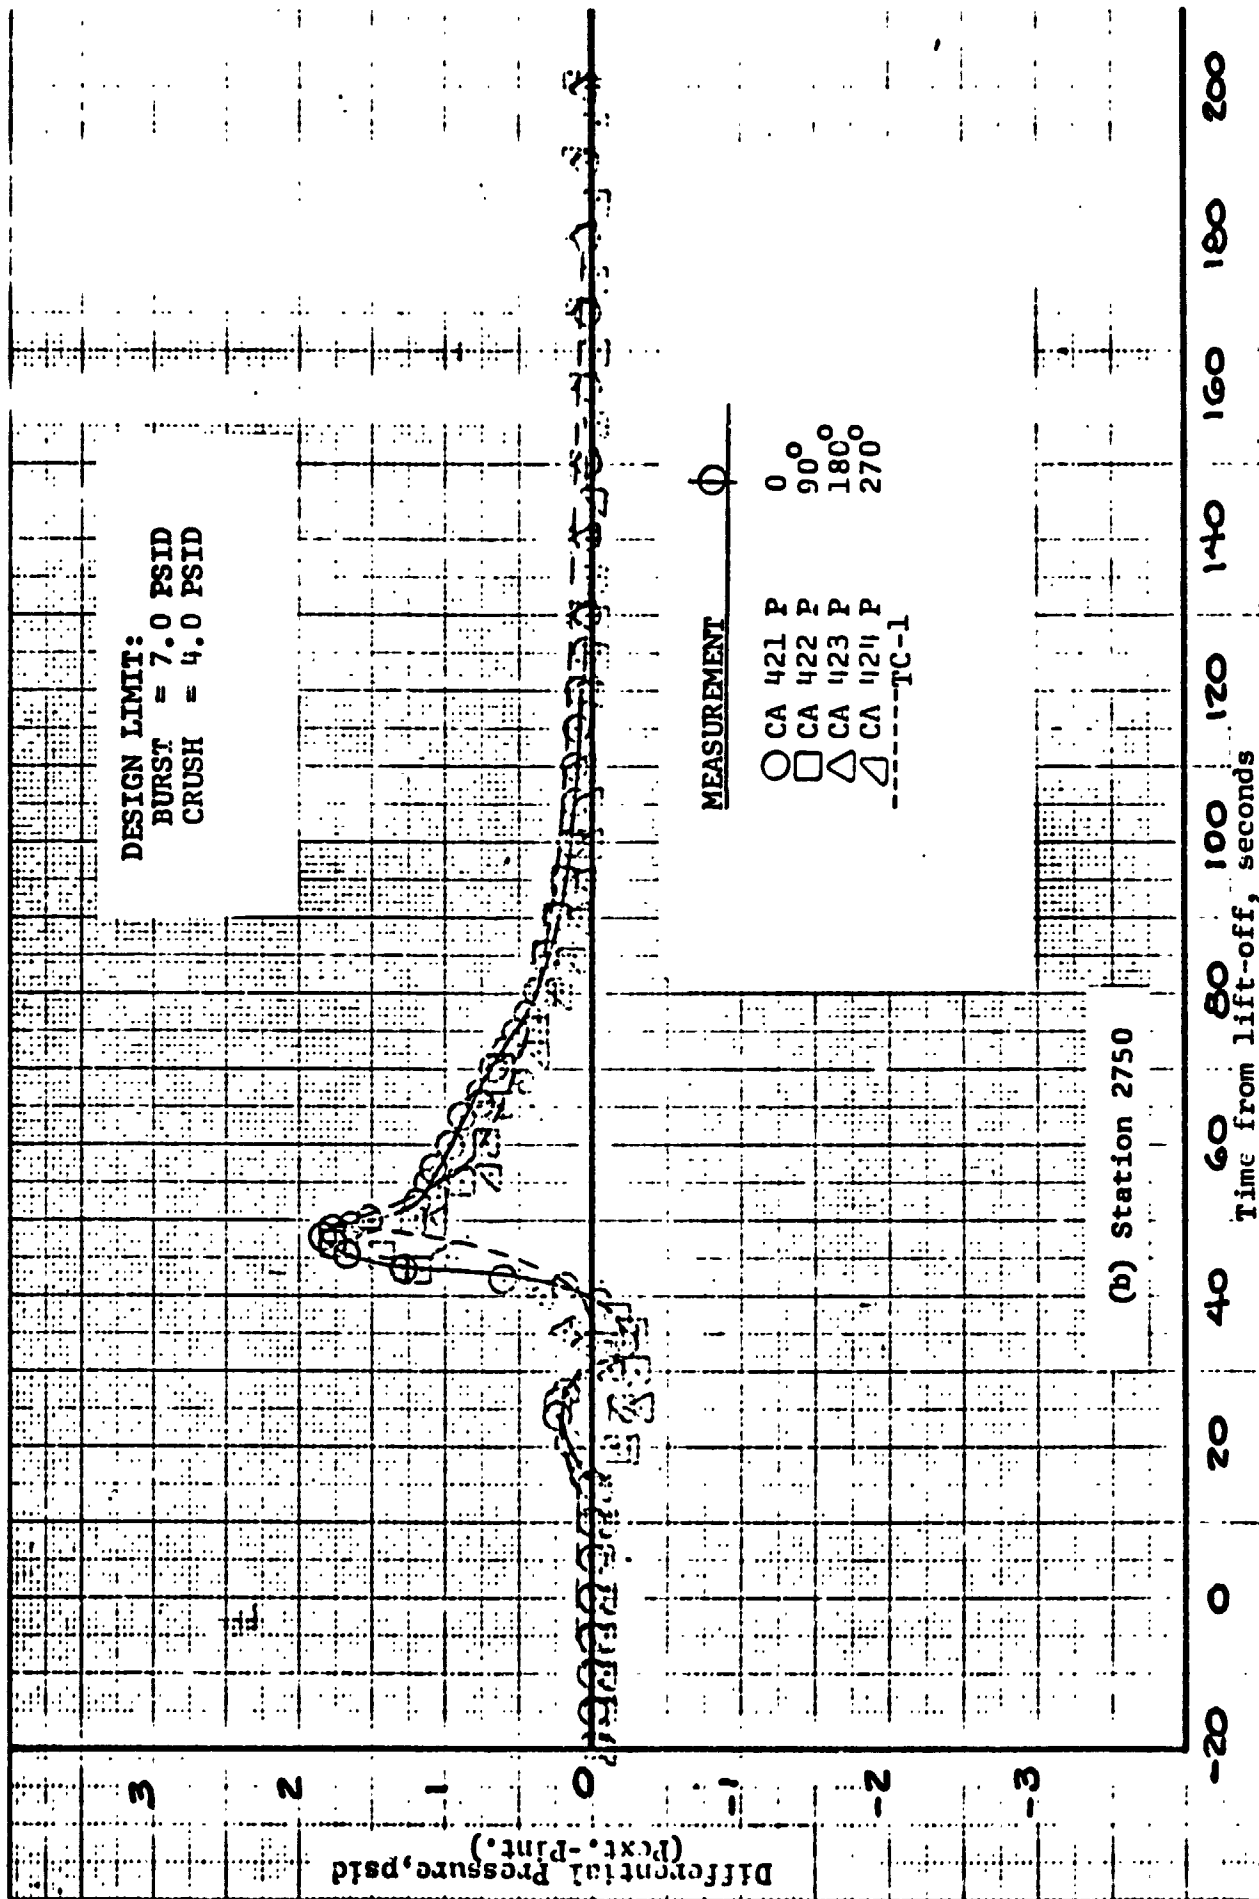 DESIGN LIMIT:
BURST = 7.0 PSID
CRUSH = 4.0 PSID
MEASUREMENT
CA 421 P 0
CA 422 P 90°
CA 423 P 180°
CA 424 P 270°
-----TC-1
(b) Station 2750
3
2
1
0
-1
-2
-3
Differential Pressure, psid
(Pext.-Pint.)
-20 0 20 40 60 80 100 120 140 160 180 200
Time from lift-off, seconds